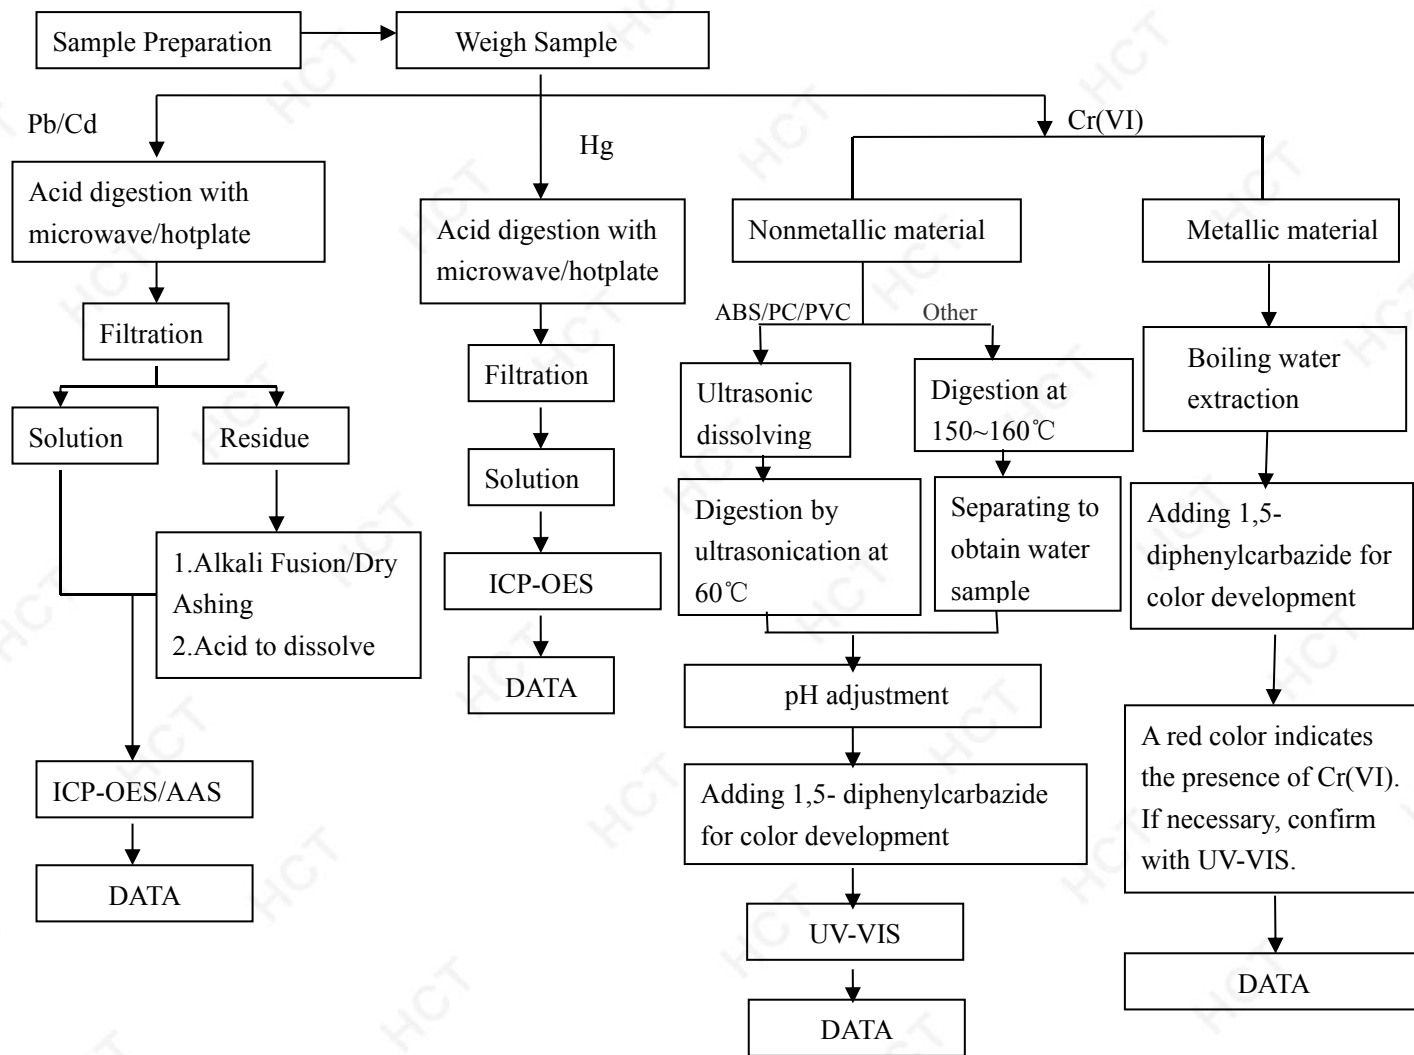 Sample Preparation
Weigh Sample
Pb/Cd
Hg
Cr(VI)
Acid digestion with
microwave/hotplate
Filtration
Solution
Residue
1.Alkali Fusion/Dry
Ashing
2.Acid to dissolve
ICP-OES/AAS
DATA
Acid digestion with
microwave/hotplate
Filtration
Solution
ICP-OES
DATA
Nonmetallic material
ABS/PC/PVC
Other
Ultrasonic
dissolving
Digestion by
ultrasonication at
60℃
Digestion at
150~160℃
Separating to
obtain water
sample
pH adjustment
Adding 1,5- diphenylcarbazide
for color development
UV-VIS
DATA
Metallic material
Boiling water
extraction
Adding 1,5-
diphenylcarbazide for
color development
A red color indicates
the presence of Cr(VI).
If necessary, confirm
with UV-VIS.
DATA
HCT